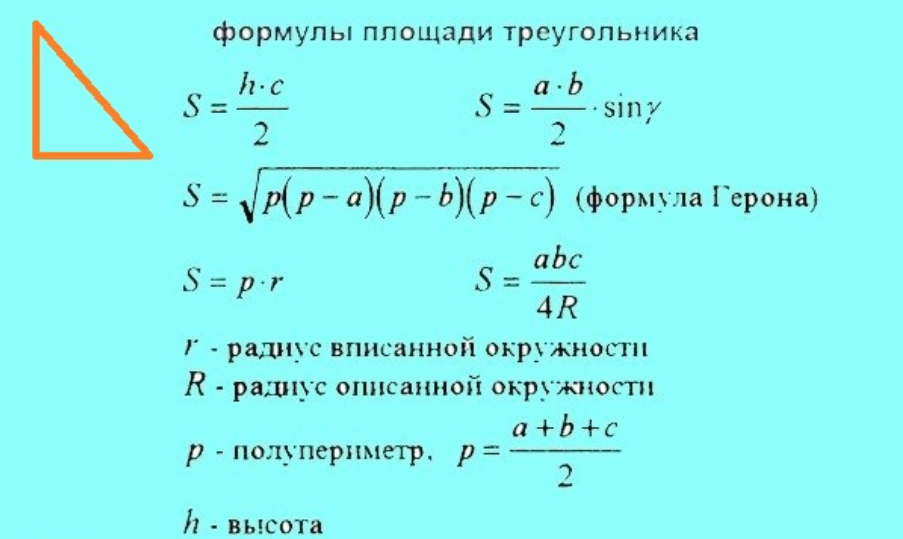 формулы площади треугольника
S = h·c/2    S = a·b/2 · sinγ
S = √p(p − a)(p − b)(p − c) (формула Герона)
S = p·r    S = abc/4R
r - радиус вписанной окружности
R - радиус описанной окружности
p - полупериметр, p = a + b + c/2
h - высота